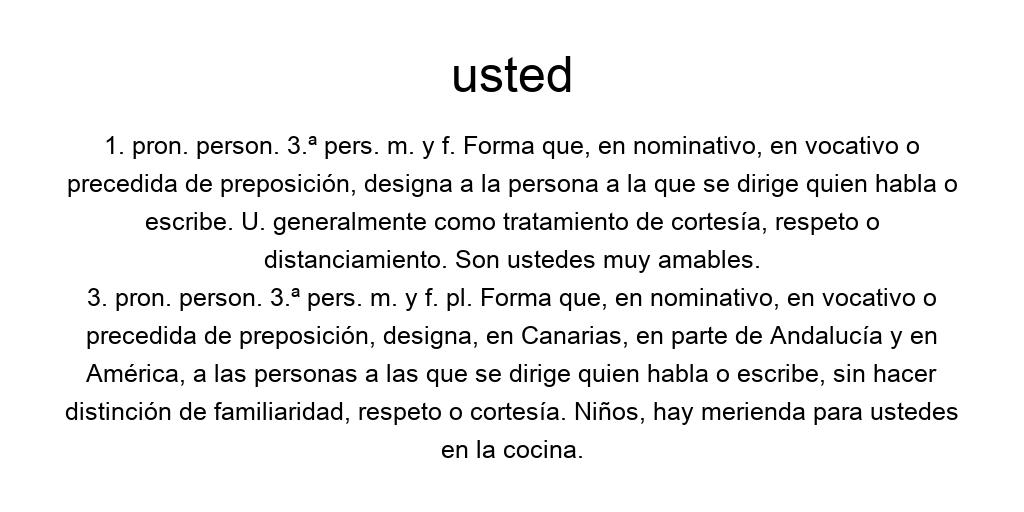 usted
1. pron. person. 3.ª pers. m. y f. Forma que, en nominativo, en vocativo o
precedida de preposición, designa a la persona a la que se dirige quien habla o
escribe. U. generalmente como tratamiento de cortesía, respeto o
distanciamiento. Son ustedes muy amables.
3. pron. person. 3.ª pers. m. y f. pl. Forma que, en nominativo, en vocativo o
precedida de preposición, designa, en Canarias, en parte de Andalucía y en
América, a las personas a las que se dirige quien habla o escribe, sin hacer
distinción de familiaridad, respeto o cortesía. Niños, hay merienda para ustedes
en la cocina.